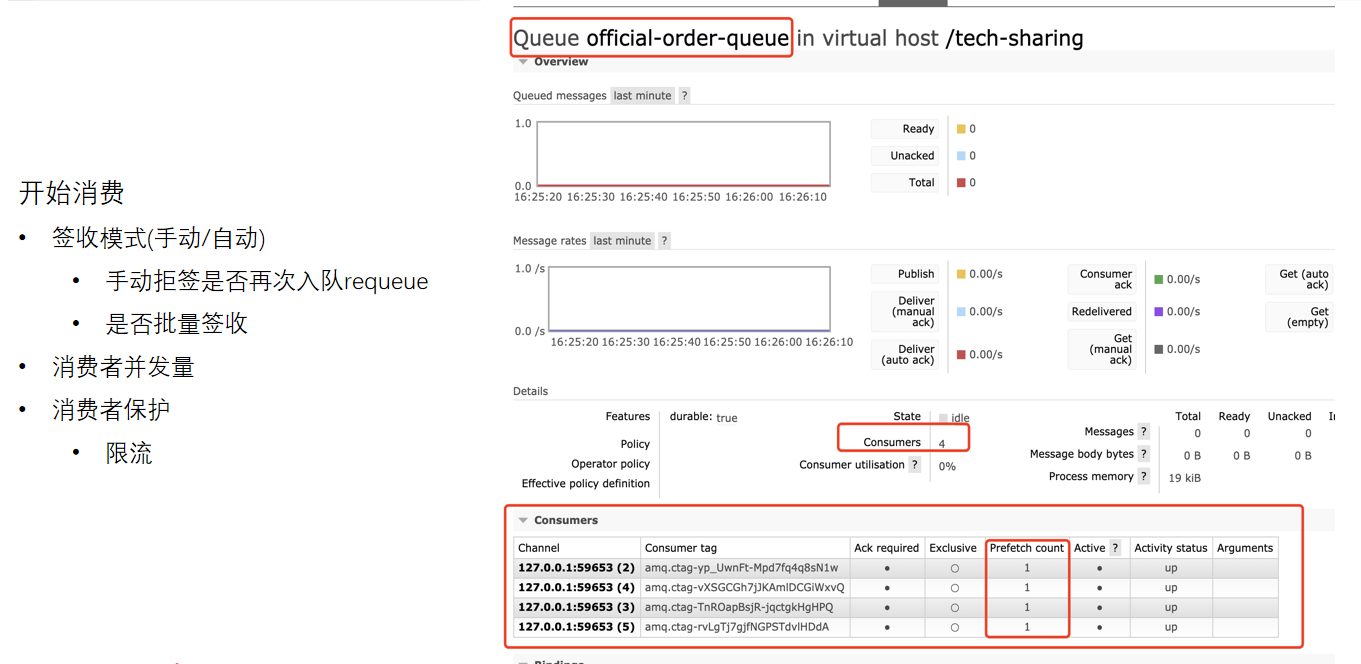 开始消费
• 签收模式(手动/自动)
• 手动拒签是否再次入队requeue
• 是否批量签收
• 消费者并发量
• 消费者保护
• 限流
Queue official-order-queue in virtual host /tech-sharing
Overview
Queued messages last minute ?
1.0
0.0
16:25:20 16:25:30 16:25:40 16:25:50 16:26:00 16:26:10
Ready 0
Unacked 0
Total 0
Message rates last minute ?
1.0 /s
0.0 /s
16:25:20 16:25:30 16:25:40 16:25:50 16:26:00 16:26:10
Publish 0.00/s
Deliver (manual ack) 0.00/s
Deliver (auto ack) 0.00/s
Consumer ack 0.00/s
Redelivered 0.00/s
Get (manual ack) 0.00/s
Get (auto ack)
Get (empty)
Details
Features durable: true
Policy
Operator policy
Effective policy definition
State idle
Consumers 4
Consumer utilisation ? 0%
Total Ready Unacked
Messages ? 0 0 0
Message body bytes ? 0 B 0 B 0 B
Process memory ? 19 kiB
Consumers
Channel Consumer tag Ack required Exclusive Prefetch count Active ? Activity status Arguments
127.0.0.1:59653 (2) amq.ctag-yp_UwnFt-Mpd7fq4q8sN1w ● ○ 1 ● up
127.0.0.1:59653 (4) amq.ctag-vXSGCGh7jJKAmlDCGiWxvQ ● ○ 1 ● up
127.0.0.1:59653 (3) amq.ctag-TnROapBsjR-jqctgkHgHPQ ● ○ 1 ● up
127.0.0.1:59653 (5) amq.ctag-rvLgTj7gjfNGPSTdvlHDdA ● ○ 1 ● up